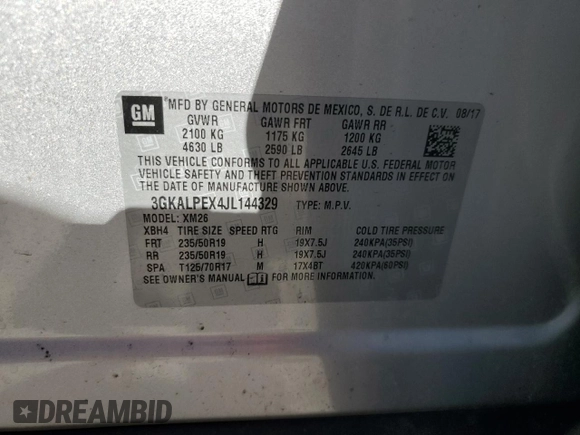 GM
MFD BY GENERAL MOTORS DE MEXICO, S. DE R.L. DE C.V. 08/17
GVWR GAWR FRT GAWR RR
2100 KG 1175 KG 1200 KG
4630 LB 2590 LB 2645 LB
THIS VEHICLE CONFORMS TO ALL APPLICABLE U.S. FEDERAL MOTOR
VEHICLE SAFETY AND THEFT PREVENTION STANDARDS IN EFFECT ON
THE DATE OF MANUFACTURE SHOWN ABOVE.
3GKALPEX4JL144329 TYPE: M.P.V.
MODEL: XM26
XBH4 TIRE SIZE SPEED RTG RIM COLD TIRE PRESSURE
FRT 235/50R19 H 19X7.5J 240KPA(35PSI)
RR 235/50R19 H 19X7.5J 240KPA(35PSI)
SPA T125/70R17 M 17X4BT 420KPA(60PSI)
SEE OWNER'S MANUAL FOR MORE INFORMATION.
DREAMBID